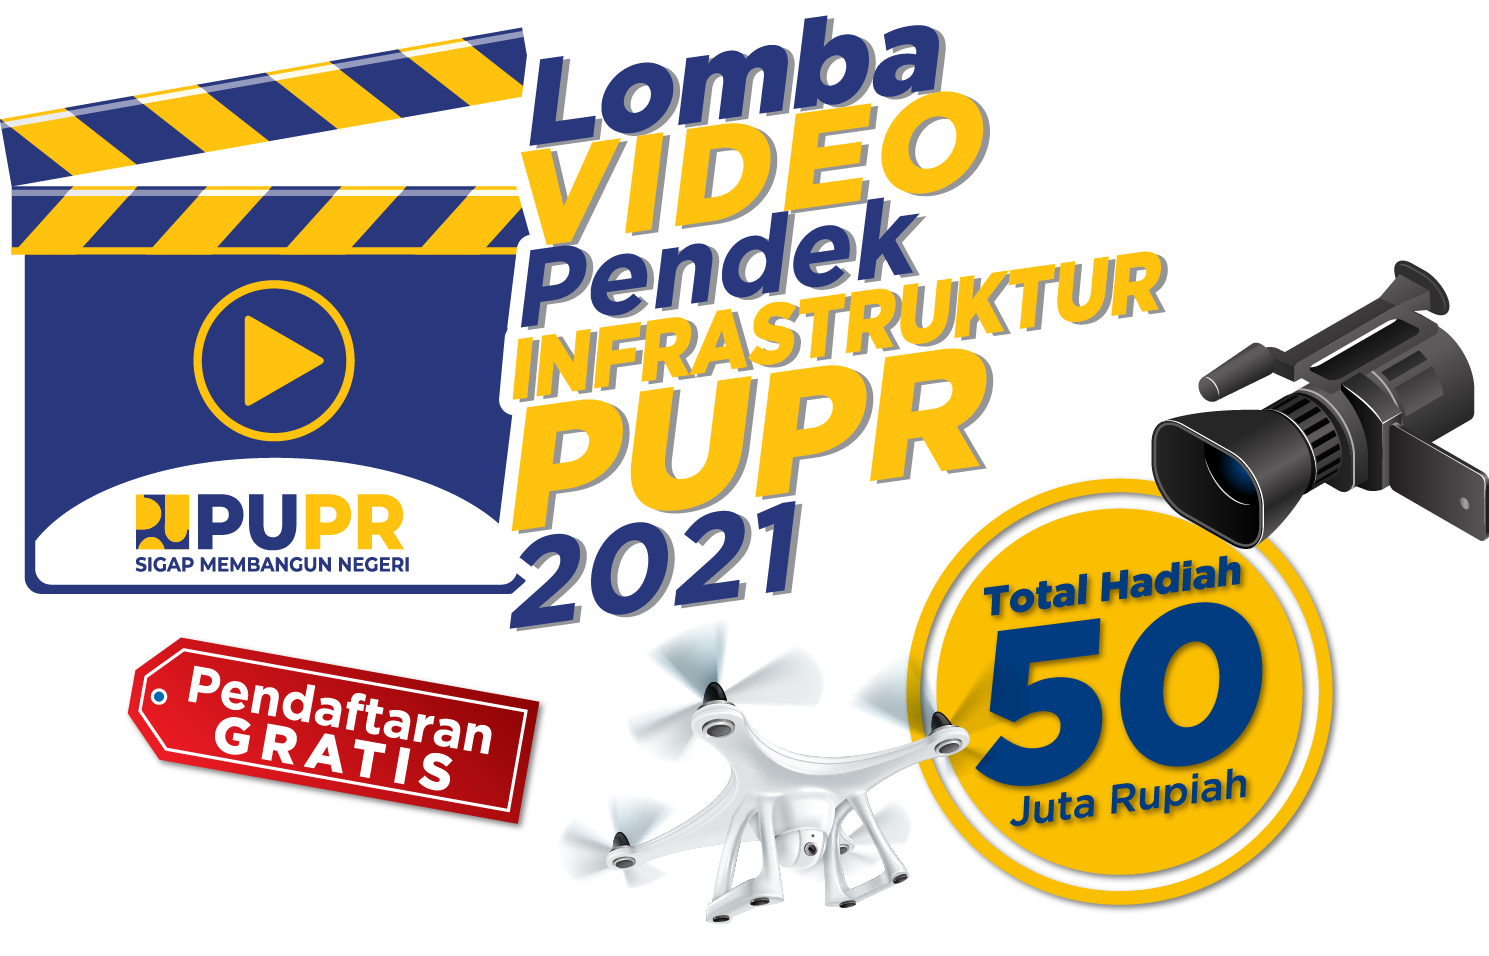 Lomba
VIDEO
Pendek
INFRASTRUKTUR
PUPR
2021
PUPR
SIGAP MEMBANGUN NEGERI
Pendaftaran
GRATIS
Total Hadiah
50
Juta Rupiah